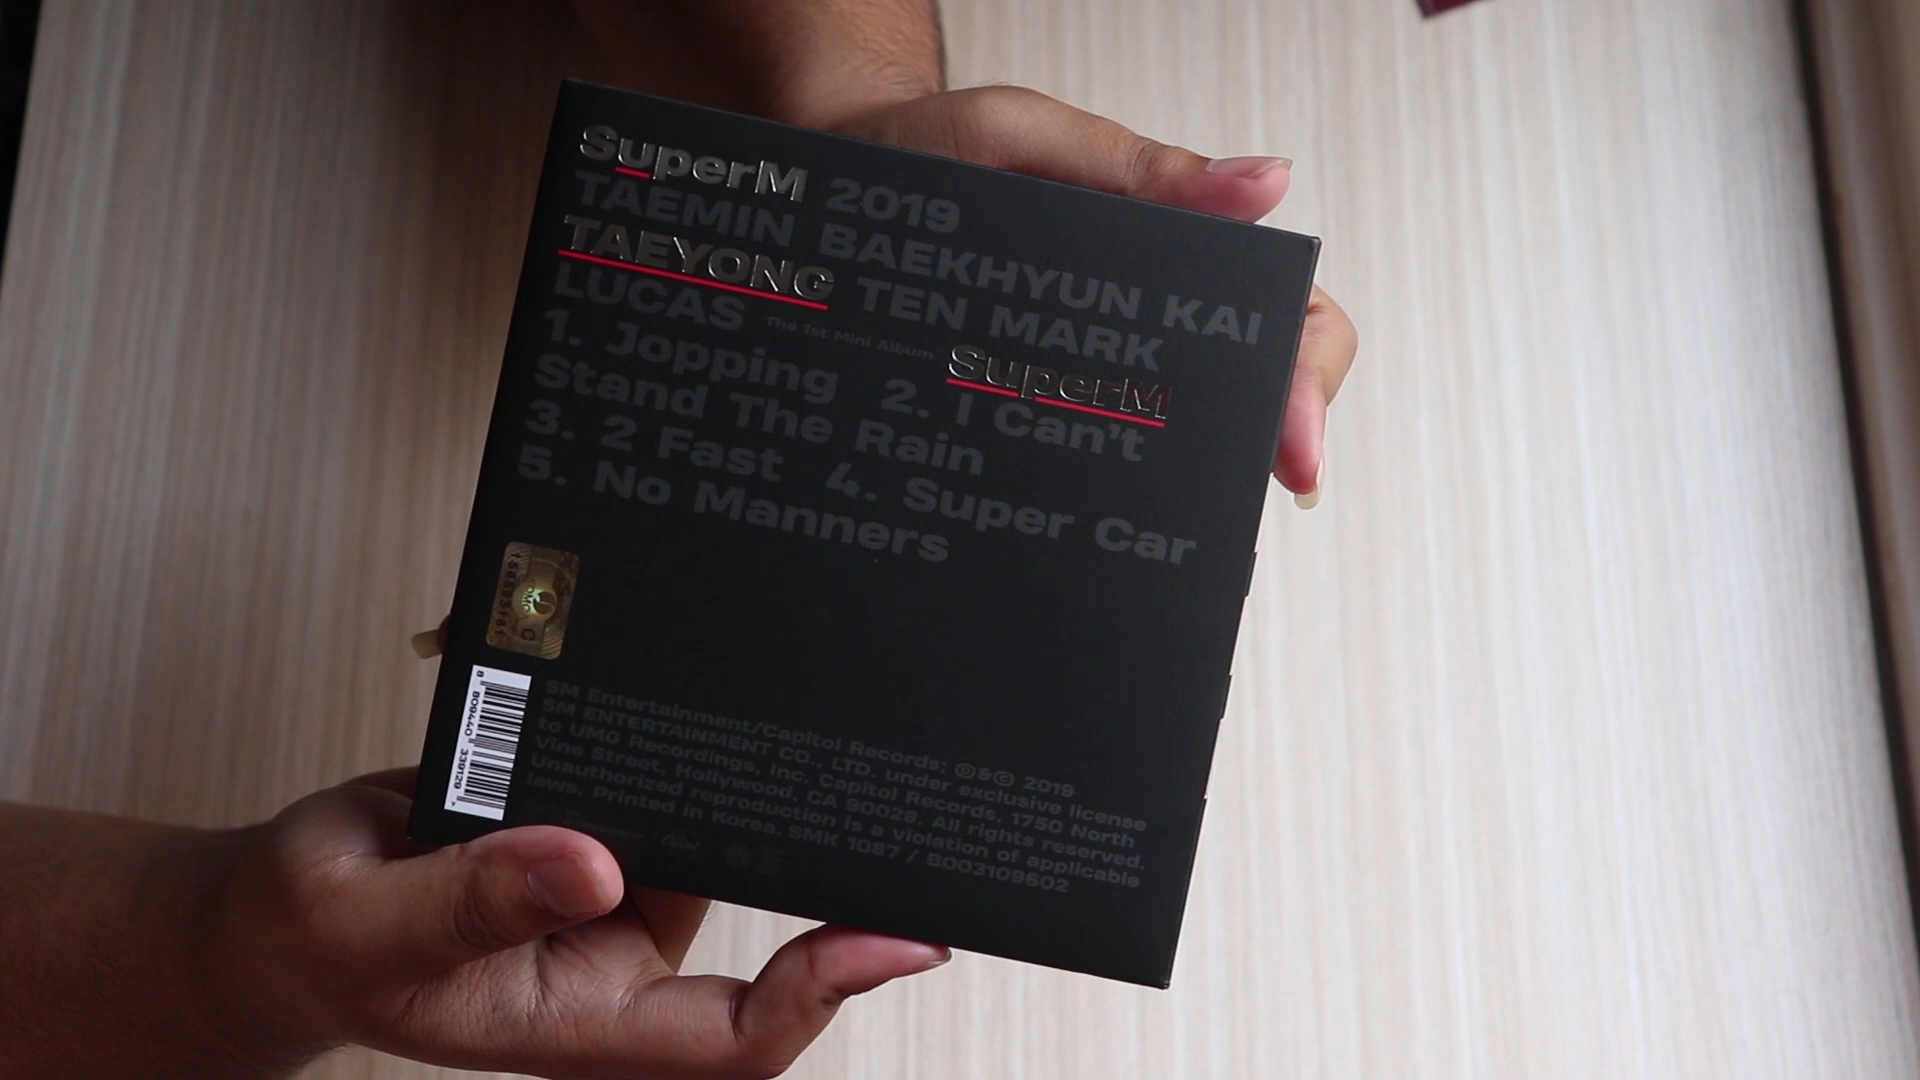 SuperM 2019
TAEMIN BAEKHYUN KAI
TAEYONG TEN MARK
LUCAS The 1st Mini Album SuperM
1. Jopping 2. I Can't
Stand The Rain
3. 2 Fast 4. Super Car
5. No Manners
SM Entertainment/Capitol Records; ℗&© 2019
SM ENTERTAINMENT CO., LTD. under exclusive license
to UMG Recordings, Inc. Capitol Records, 1750 North
Vine Street, Hollywood, CA 90028. All rights reserved.
Unauthorized reproduction is a violation of applicable
laws. Printed in Korea. SMK 1087 / B003109602
8 809440 339129 >